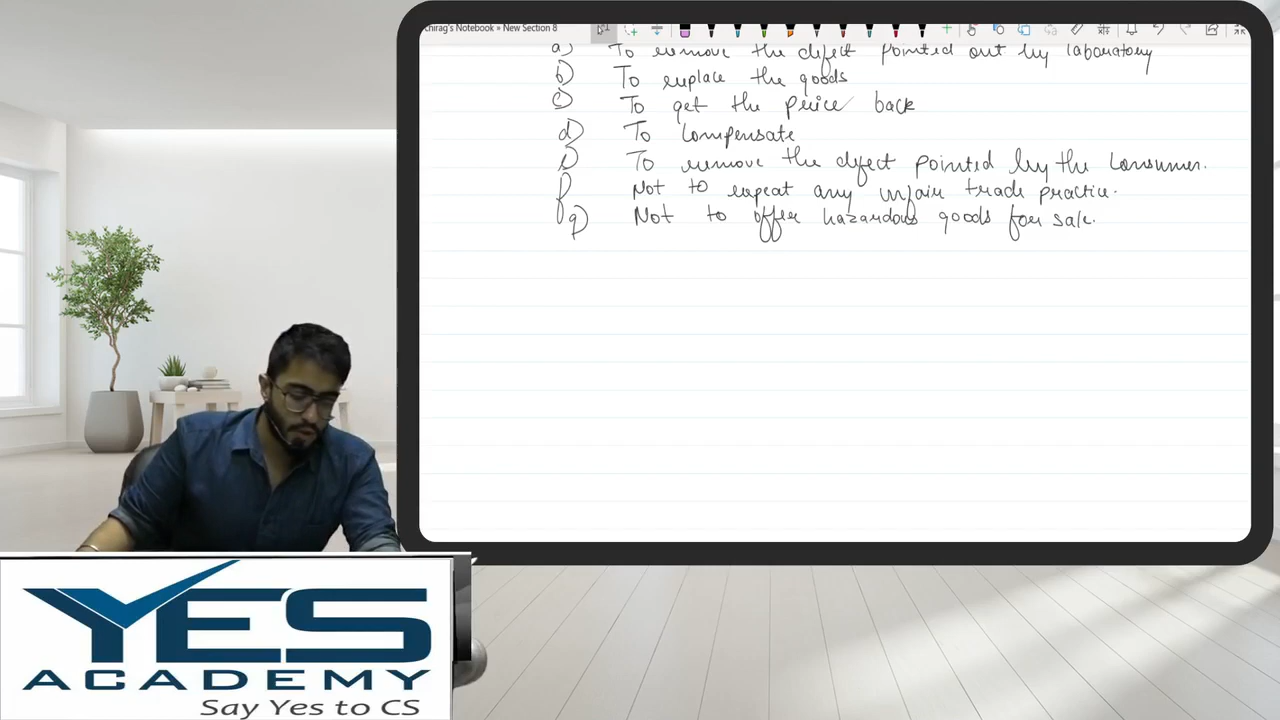 chirag's Notebook » New Section 8
a) To remove the defect pointed out by laboratory
b) To replace the goods
c) To get the price back
d) To compensate
e) To remove the defect pointed by the consumer.
f) Not to repeat any unfair trade practice.
g) Not to offer hazardous goods for sale.
YES
ACADEMY
Say Yes to CS